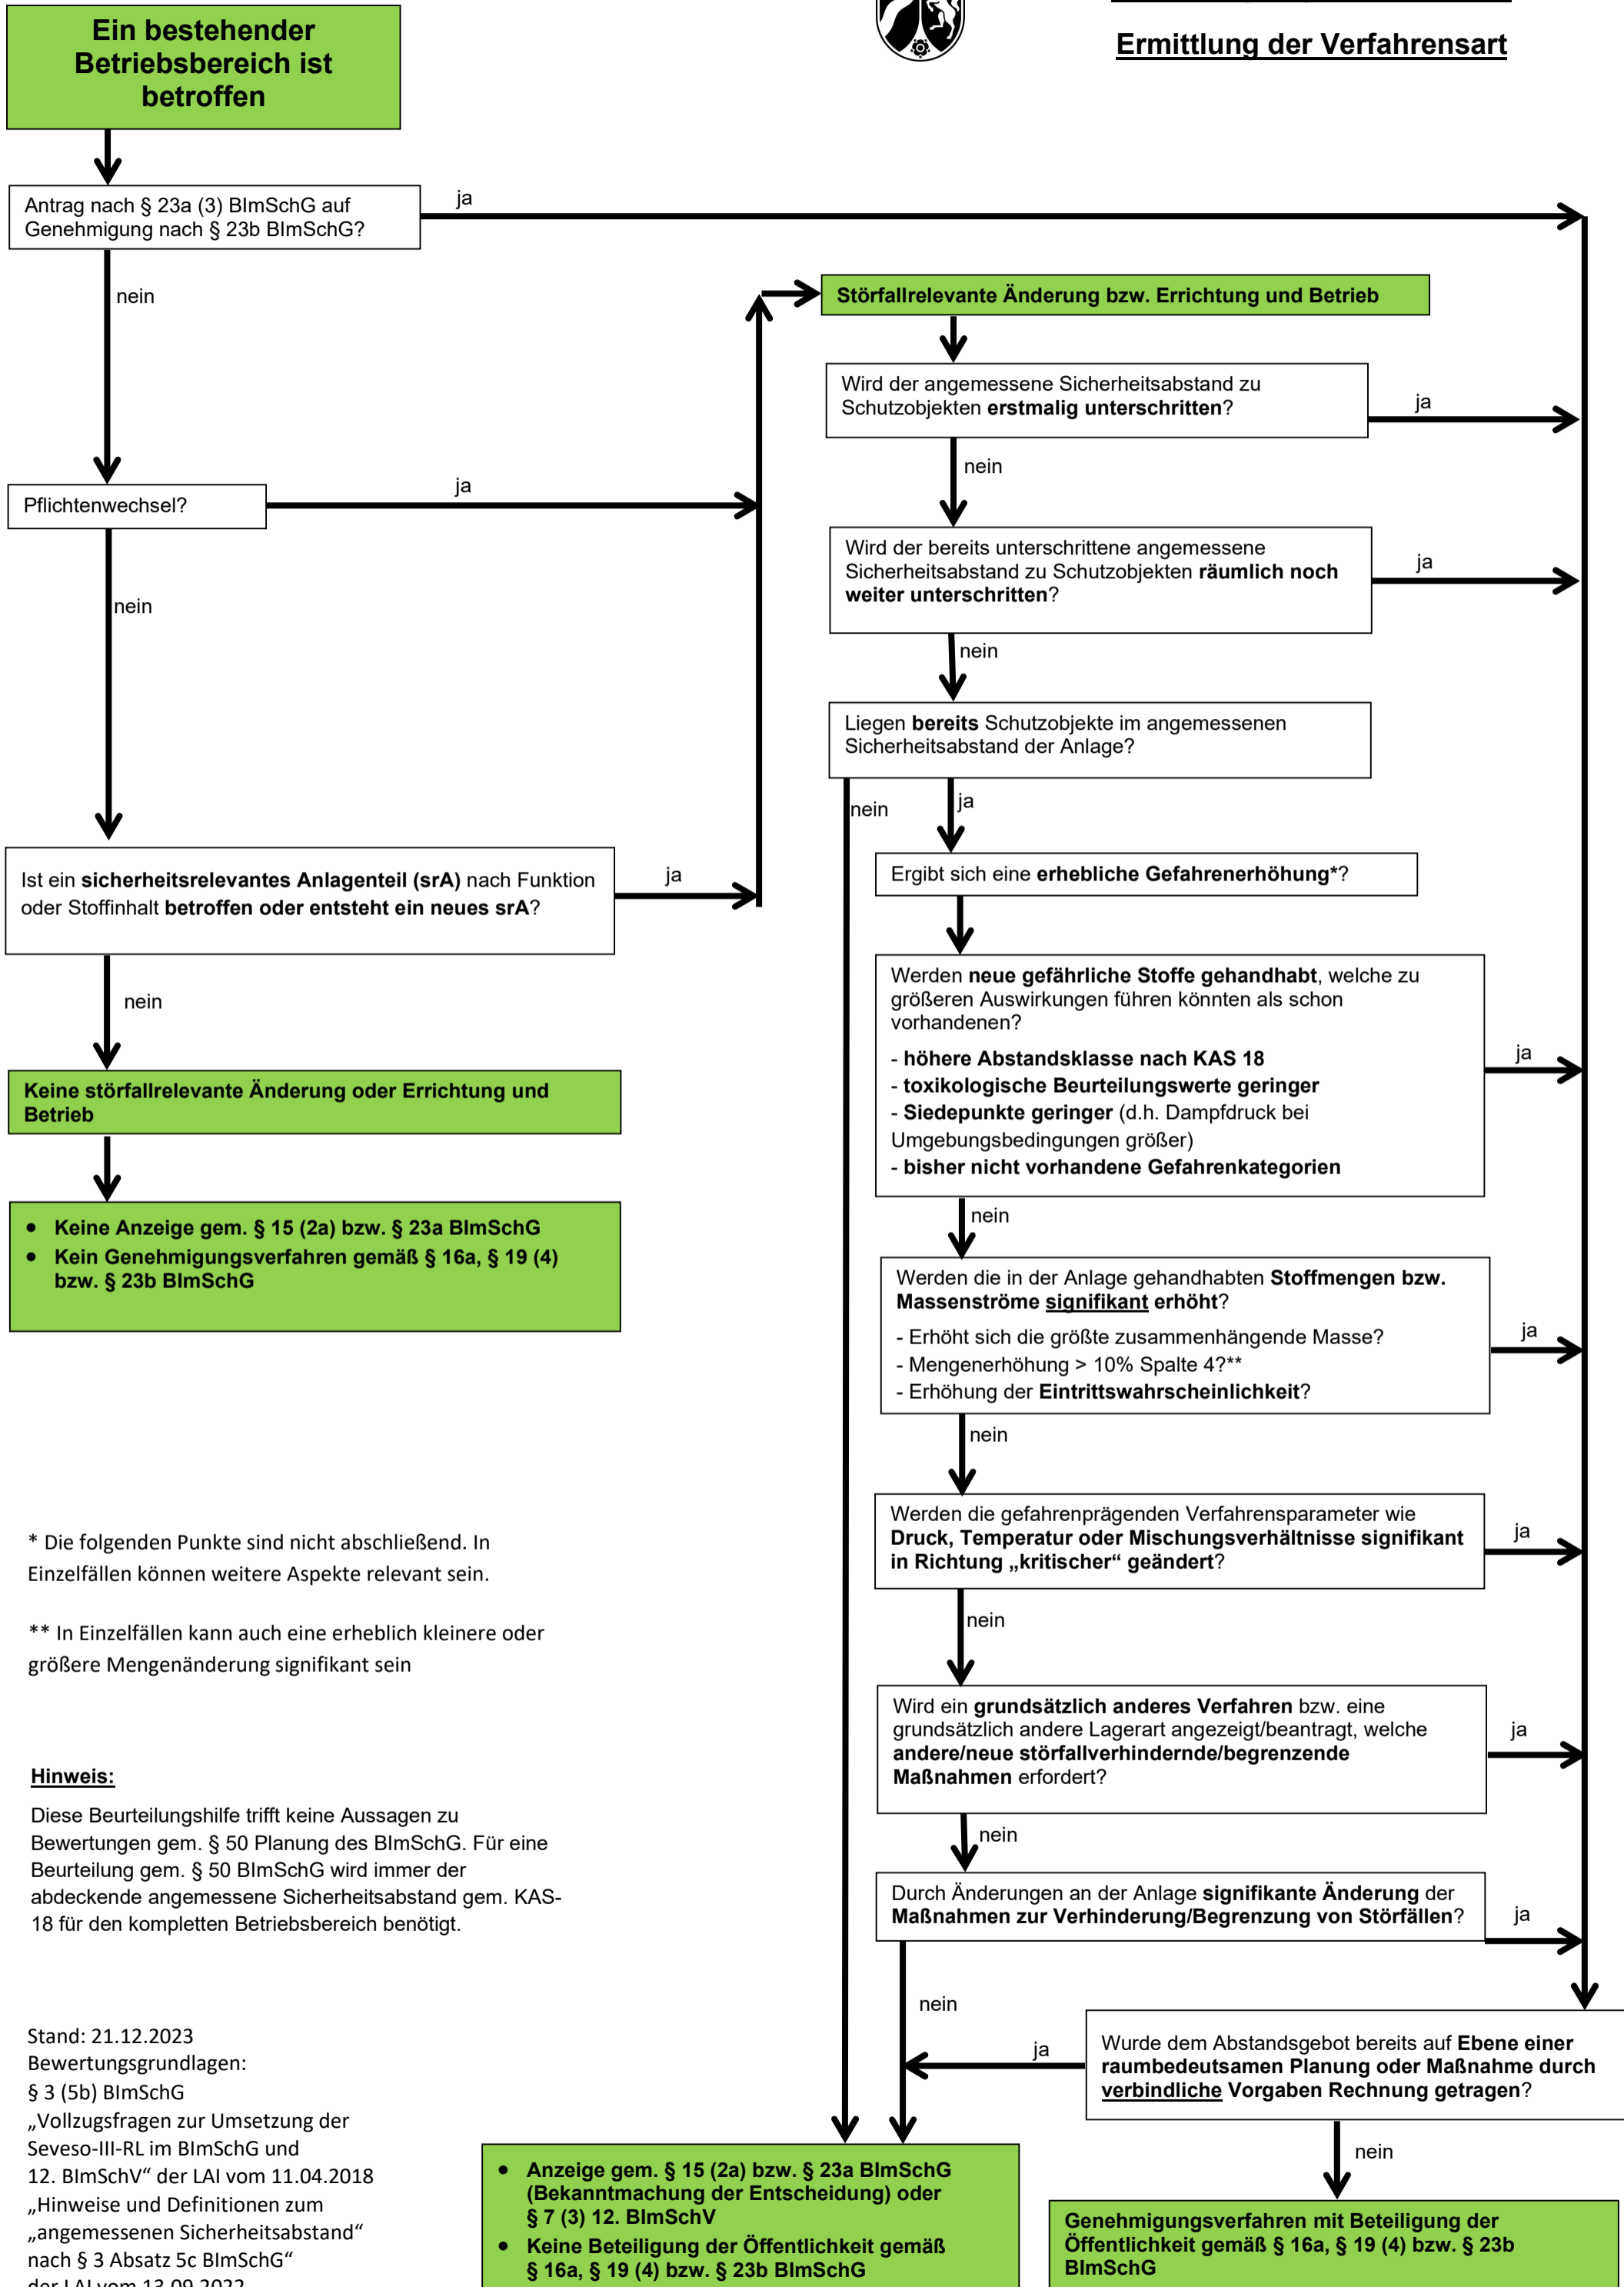 Ermittlung der Verfahrensart
Ein bestehender
Betriebsbereich ist
betroffen
Antrag nach § 23a (3) BImSchG auf
Genehmigung nach § 23b BImSchG?
ja
nein
Pflichtenwechsel?
ja
nein
Ist ein sicherheitsrelevantes Anlagenteil (srA) nach Funktion
oder Stoffinhalt betroffen oder entsteht ein neues srA?
ja
nein
Keine störfallrelevante Änderung oder Errichtung und
Betrieb
• Keine Anzeige gem. § 15 (2a) bzw. § 23a BImSchG
• Kein Genehmigungsverfahren gemäß § 16a, § 19 (4)
bzw. § 23b BImSchG
Störfallrelevante Änderung bzw. Errichtung und Betrieb
Wird der angemessene Sicherheitsabstand zu
Schutzobjekten erstmalig unterschritten?
ja
nein
Wird der bereits unterschrittene angemessene
Sicherheitsabstand zu Schutzobjekten räumlich noch
weiter unterschritten?
ja
nein
Liegen bereits Schutzobjekte im angemessenen
Sicherheitsabstand der Anlage?
nein
ja
Ergibt sich eine erhebliche Gefahrenerhöhung*?
Werden neue gefährliche Stoffe gehandhabt, welche zu
größeren Auswirkungen führen könnten als schon
vorhandenen?
- höhere Abstandsklasse nach KAS 18
- toxikologische Beurteilungswerte geringer
- Siedepunkte geringer (d.h. Dampfdruck bei
Umgebungsbedingungen größer)
- bisher nicht vorhandene Gefahrenkategorien
ja
nein
Werden die in der Anlage gehandhabten Stoffmengen bzw.
Massenströme signifikant erhöht?
- Erhöht sich die größte zusammenhängende Masse?
- Mengenerhöhung > 10% Spalte 4?**
- Erhöhung der Eintrittswahrscheinlichkeit?
ja
nein
Werden die gefahrenprägenden Verfahrensparameter wie
Druck, Temperatur oder Mischungsverhältnisse signifikant
in Richtung „kritischer“ geändert?
ja
nein
Wird ein grundsätzlich anderes Verfahren bzw. eine
grundsätzlich andere Lagerart angezeigt/beantragt, welche
andere/neue störfallverhindernde/begrenzende
Maßnahmen erfordert?
ja
nein
Durch Änderungen an der Anlage signifikante Änderung der
Maßnahmen zur Verhinderung/Begrenzung von Störfällen?
ja
nein
Wurde dem Abstandsgebot bereits auf Ebene einer
raumbedeutsamen Planung oder Maßnahme durch
verbindliche Vorgaben Rechnung getragen?
ja
nein
• Anzeige gem. § 15 (2a) bzw. § 23a BImSchG
(Bekanntmachung der Entscheidung) oder
§ 7 (3) 12. BImSchV
• Keine Beteiligung der Öffentlichkeit gemäß
§ 16a, § 19 (4) bzw. § 23b BImSchG
Genehmigungsverfahren mit Beteiligung der
Öffentlichkeit gemäß § 16a, § 19 (4) bzw. § 23b
BImSchG
* Die folgenden Punkte sind nicht abschließend. In
Einzelfällen können weitere Aspekte relevant sein.
** In Einzelfällen kann auch eine erheblich kleinere oder
größere Mengenänderung signifikant sein
Hinweis:
Diese Beurteilungshilfe trifft keine Aussagen zu
Bewertungen gem. § 50 Planung des BImSchG. Für eine
Beurteilung gem. § 50 BImSchG wird immer der
abdeckende angemessene Sicherheitsabstand gem. KAS-
18 für den kompletten Betriebsbereich benötigt.
Stand: 21.12.2023
Bewertungsgrundlagen:
§ 3 (5b) BImSchG
„Vollzugsfragen zur Umsetzung der
Seveso-III-RL im BImSchG und
12. BImSchV“ der LAI vom 11.04.2018
„Hinweise und Definitionen zum
„angemessenen Sicherheitsabstand“
nach § 3 Absatz 5c BImSchG“
der LAI vom 13.09.2022